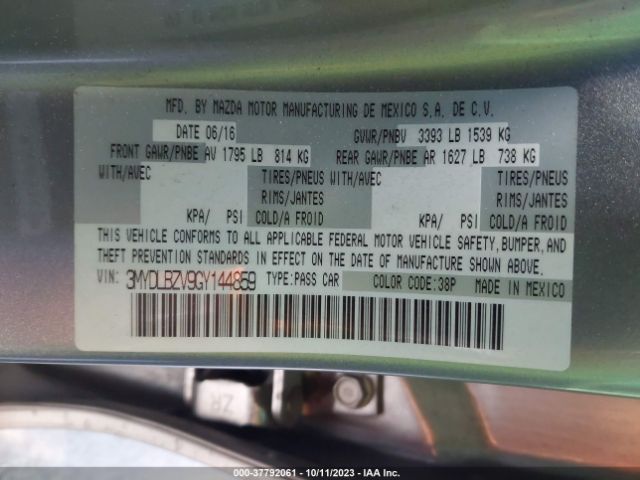 MFD. BY MAZDA MOTOR MANUFACTURING DE MEXICO S.A. DE C.V.
DATE 06/16 GVWR/PNBV 3393 LB 1539 KG
FRONT GAWR/PNBE AV 1795 LB 814 KG REAR GAWR/PNBE AR 1627 LB 738 KG
WITH/AVEC TIRES/PNEUS WITH/AVEC TIRES/PNEUS
RIMS/JANTES RIMS/JANTES
KPA/ PSI COLD/A FROID KPA/ PSI COLD/A FROID
THIS VEHICLE CONFORMS TO ALL APPLICABLE FEDERAL MOTOR VEHICLE SAFETY, BUMPER, AND
THEFT PREVENTION STANDARDS IN EFFECT ON THE DATE OF MANUFACTURE SHOWN ABOVE.
VIN: 3MYDLBZV9GY144859 TYPE:PASS CAR COLOR CODE:38P MADE IN MEXICO
ZR
000-37792061 - 10/11/2023 - IAA Inc.